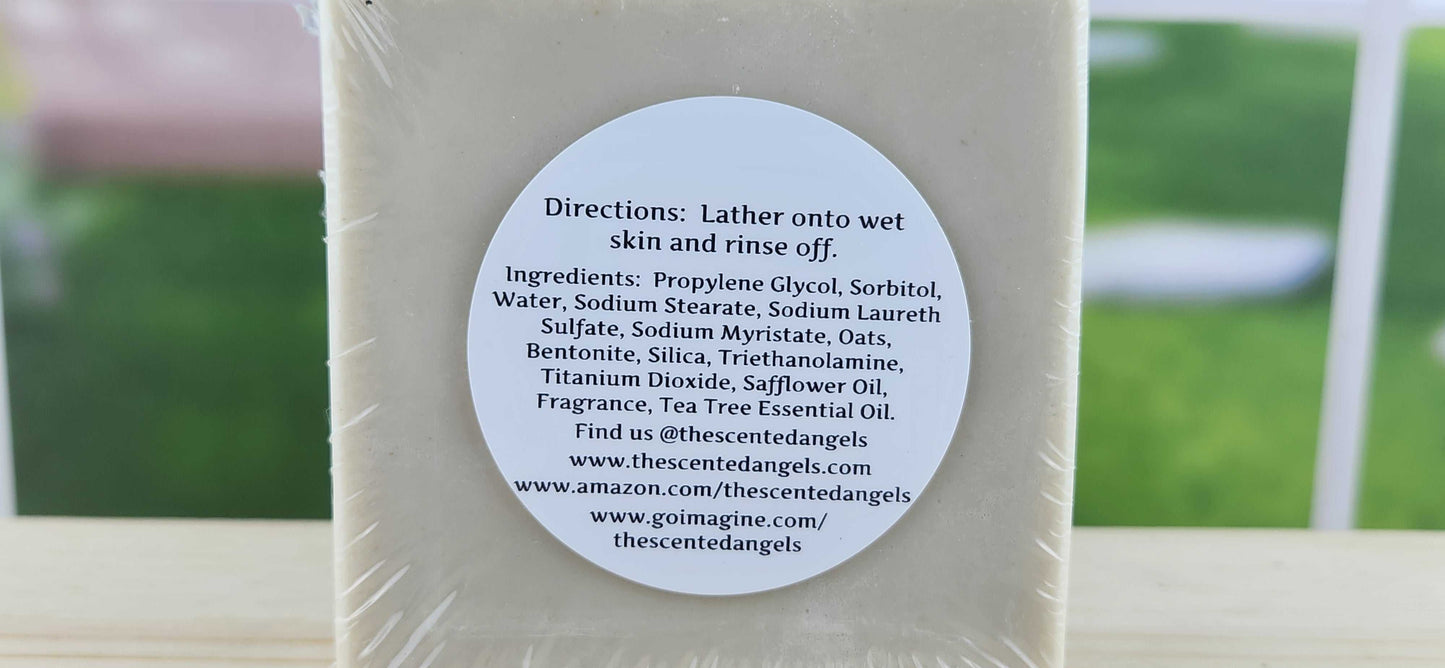 Directions: Lather onto wet
skin and rinse off.
Ingredients: Propylene Glycol, Sorbitol,
Water, Sodium Stearate, Sodium Laureth
Sulfate, Sodium Myristate, Oats,
Bentonite, Silica, Triethanolamine,
Titanium Dioxide, Safflower Oil,
Fragrance, Tea Tree Essential Oil.
Find us @thescentedangels
www.thescentedangels.com
www.amazon.com/thescentedangels
www.goimagine.com/
thescentedangels